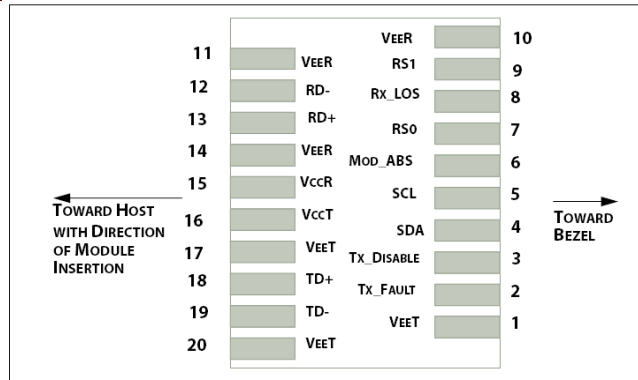 11 VEER
12 RD-
13 RD+
14 VEER
15 VCCR
16 VCCT
17 VEET
18 TD+
19 TD-
20 VEET
VEER 10
RS1 9
RX_LOS 8
RS0 7
MOD_ABS 6
SCL 5
SDA 4
TX_DISABLE 3
TX_FAULT 2
VEET 1
TOWARD HOST
WITH DIRECTION
OF MODULE
INSERTION
TOWARD
BEZEL